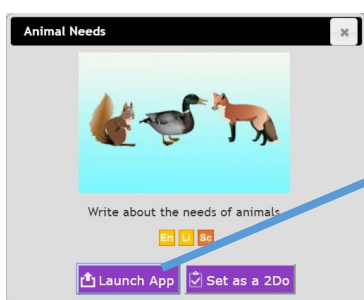 Animal Needs
Write about the needs of animals
En Li Sc
Launch App Set as a 2Do